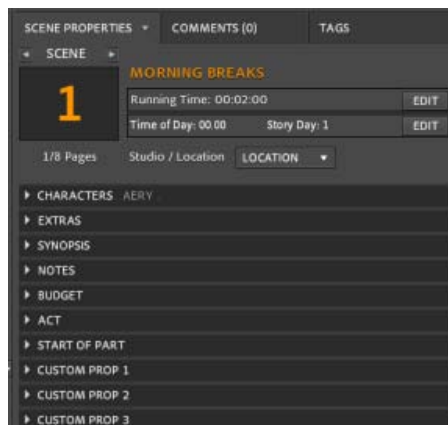 SCENE PROPERTIES COMMENTS (0) TAGS
SCENE
MORNING BREAKS
1
Running Time: 00:02:00 EDIT
Time of Day: 00.00 Story Day: 1 EDIT
1/8 Pages Studio / Location LOCATION
CHARACTERS AERY
EXTRAS
SYNOPSIS
NOTES
BUDGET
ACT
START OF PART
CUSTOM PROP 1
CUSTOM PROP 2
CUSTOM PROP 3